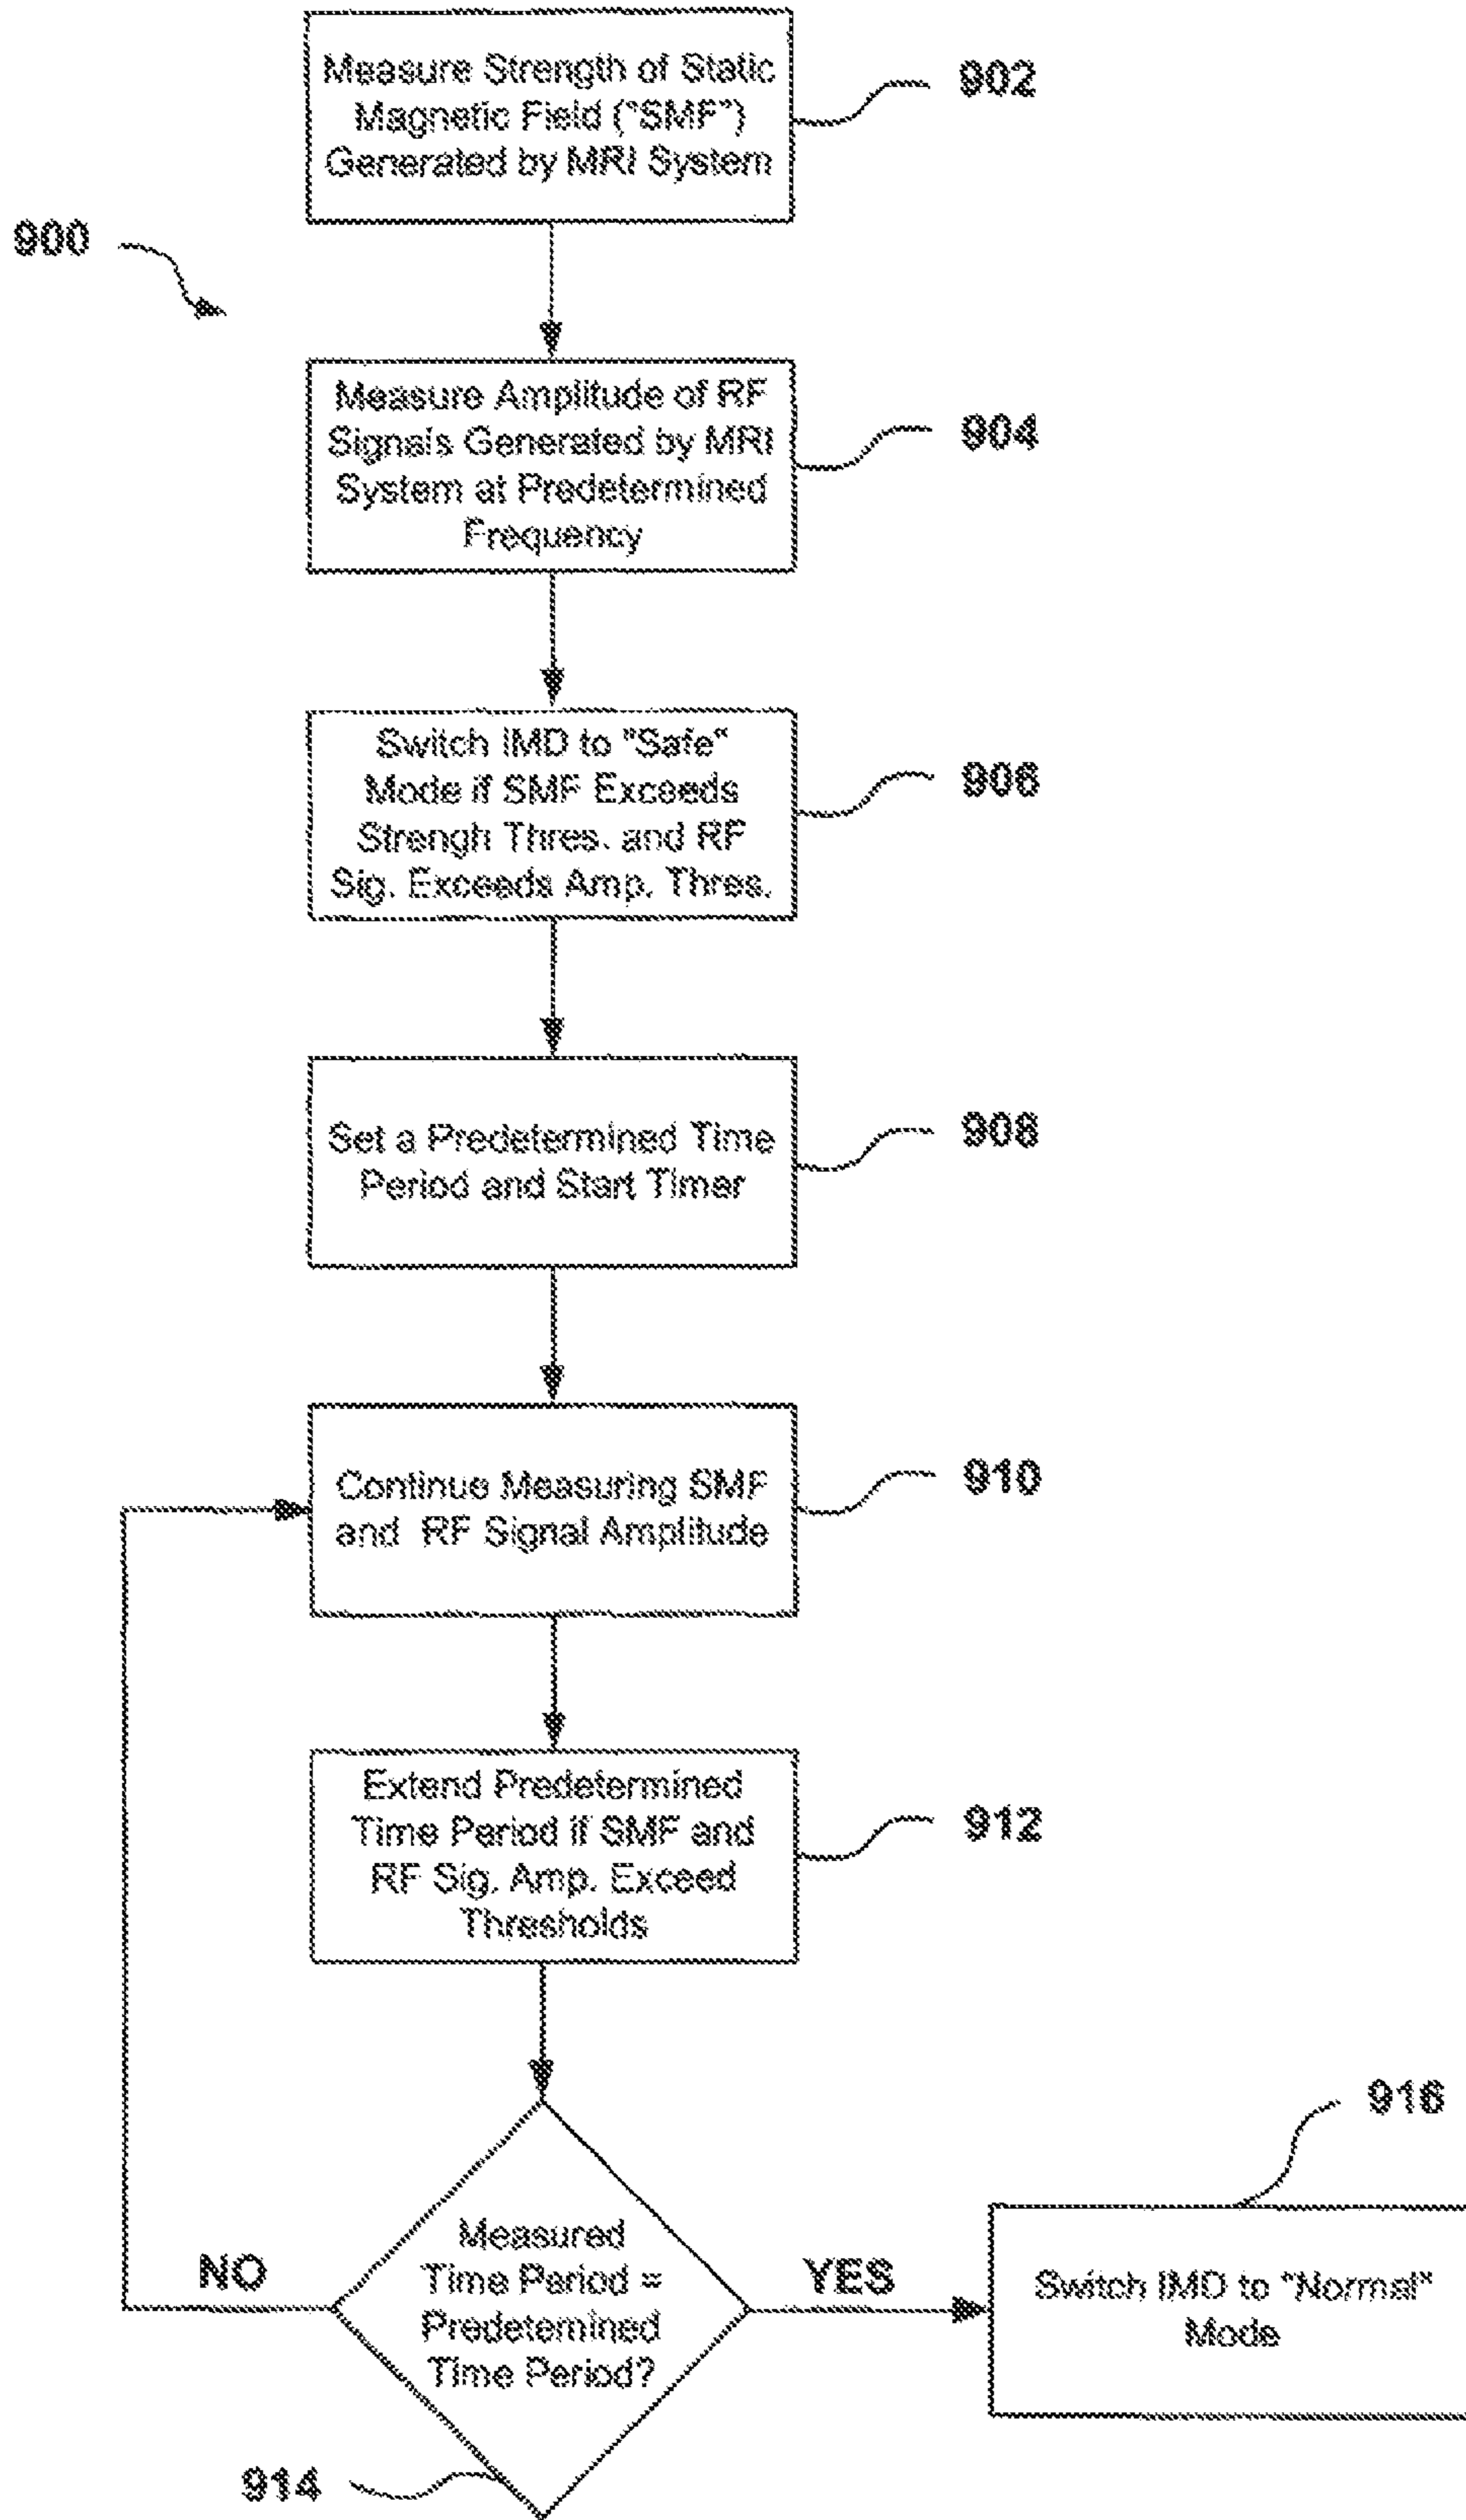 Measure Strength of Static
Magnetic Field ("SMF")
Generated by MRI System
902
900
Measure Amplitude of RF
Signals Generated by MRI
System at Predetermined
Frequency
904
Switch IMD to "Safe"
Mode if SMF Exceeds
Strengh Thres. and RF
Sig. Exceeds Amp. Thres.
906
Set a Predetermined Time
Period and Start Timer
908
Continue Measuring SMF
and RF Signal Amplitude
910
Extend Predetermined
Time Period if SMF and
RF Sig. Amp. Exceed
Thresholds
912
Measured
Time Period =
Predetemined
Time Period?
NO
YES
914
Switch IMD to "Normal"
Mode
916